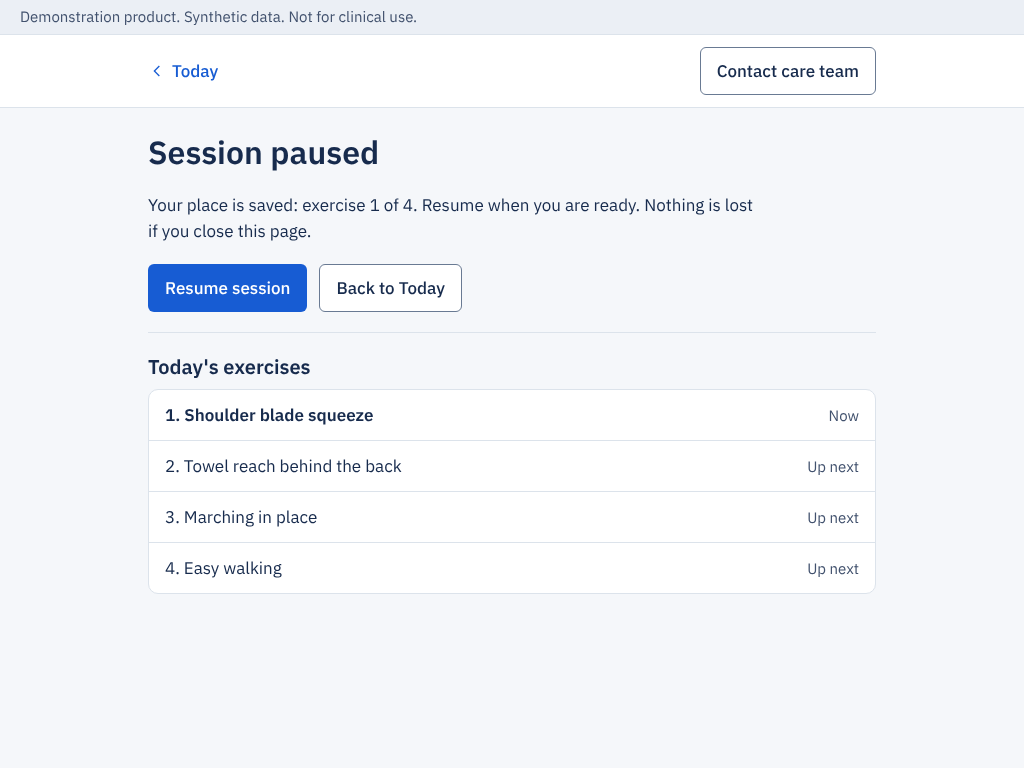 Demonstration product. Synthetic data. Not for clinical use.
Today
Contact care team
Session paused
Your place is saved: exercise 1 of 4. Resume when you are ready. Nothing is lost
if you close this page.
Resume session
Back to Today
Today's exercises
1. Shoulder blade squeeze
Now
2. Towel reach behind the back
Up next
3. Marching in place
Up next
4. Easy walking
Up next